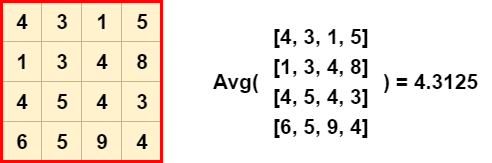 4 3 1 5
1 3 4 8
4 5 4 3
6 5 9 4
[4, 3, 1, 5]
[1, 3, 4, 8]
Avg( ) = 4.3125
[4, 5, 4, 3]
[6, 5, 9, 4]